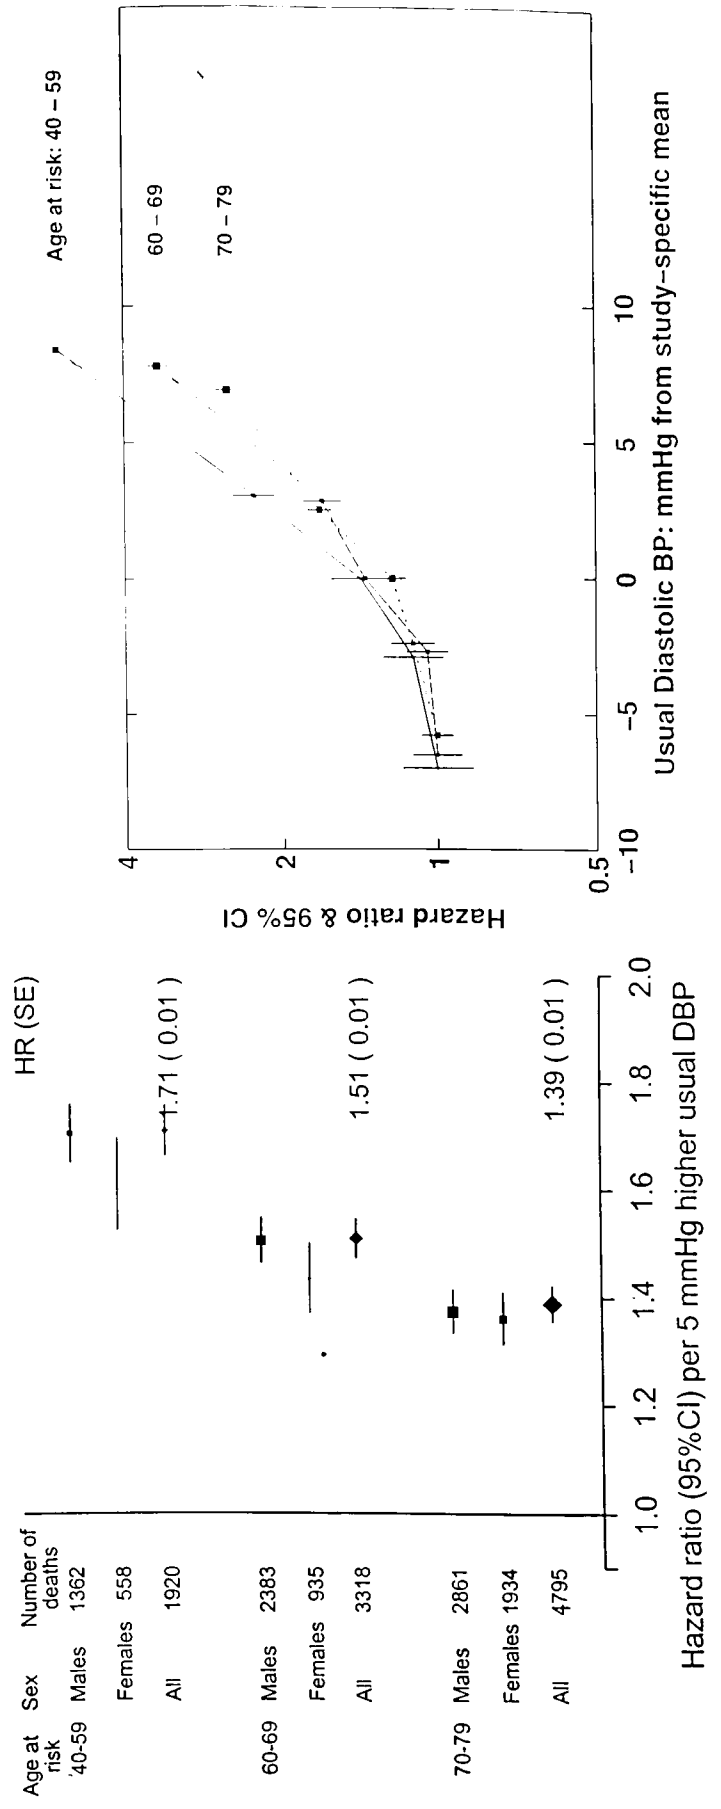 Age at risk Sex Number of deaths HR (SE)
'40-59 Males 1362
Females 558
All 1920 1.71 ( 0.01 )
60-69 Males 2383
Females 935
All 3318 1.51 ( 0.01 )
70-79 Males 2861
Females 1934
All 4795 1.39 ( 0.01 )
1.0 1.2 1.4 1.6 1.8 2.0
Hazard ratio (95%CI) per 5 mmHg higher usual DBP
Hazard ratio & 95% CI
4
2
1
0.5
Age at risk: 40 – 59
60 – 69
70 – 79
−10 −5 0 5 10
Usual Diastolic BP: mmHg from study−specific mean